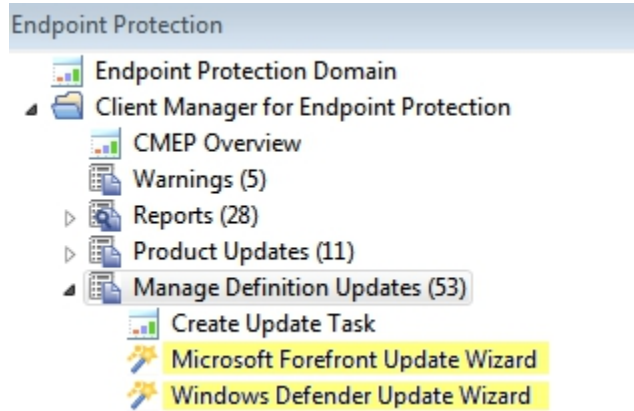 Endpoint Protection
Endpoint Protection Domain
Client Manager for Endpoint Protection
CMEP Overview
Warnings (5)
Reports (28)
Product Updates (11)
Manage Definition Updates (53)
Create Update Task
Microsoft Forefront Update Wizard
Windows Defender Update Wizard